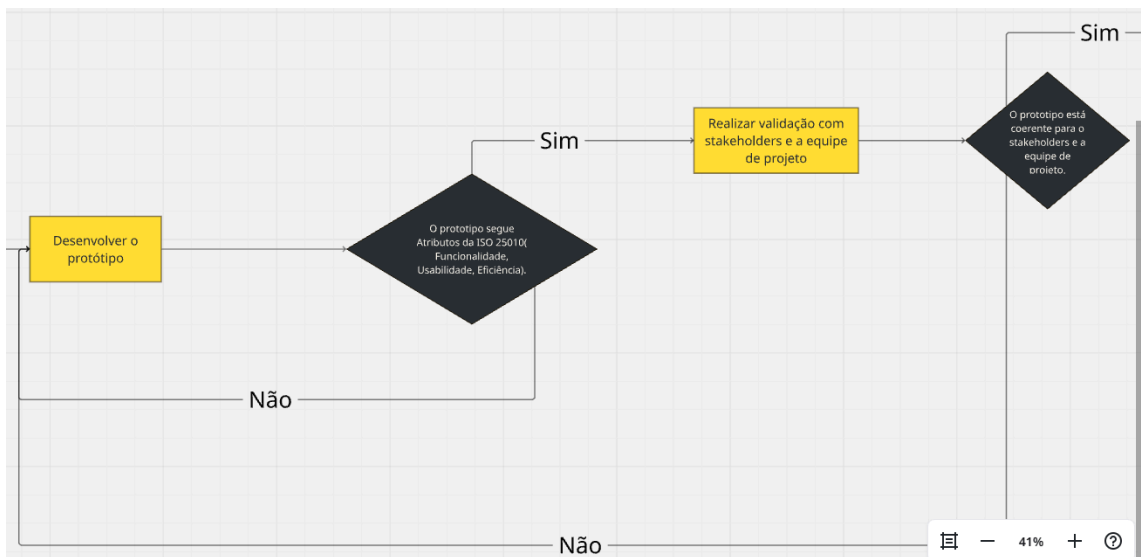 Sim
O prototipo está
coerente para o
stakeholders e a
equipe de
projeto.
Sim
Realizar validação com
stakeholders e a equipe
de projeto
Desenvolver o
protótipo
O prototipo segue
Atributos da ISO 25010(
Funcionalidade,
Usabilidade, Eficiência).
Não
Não
41%